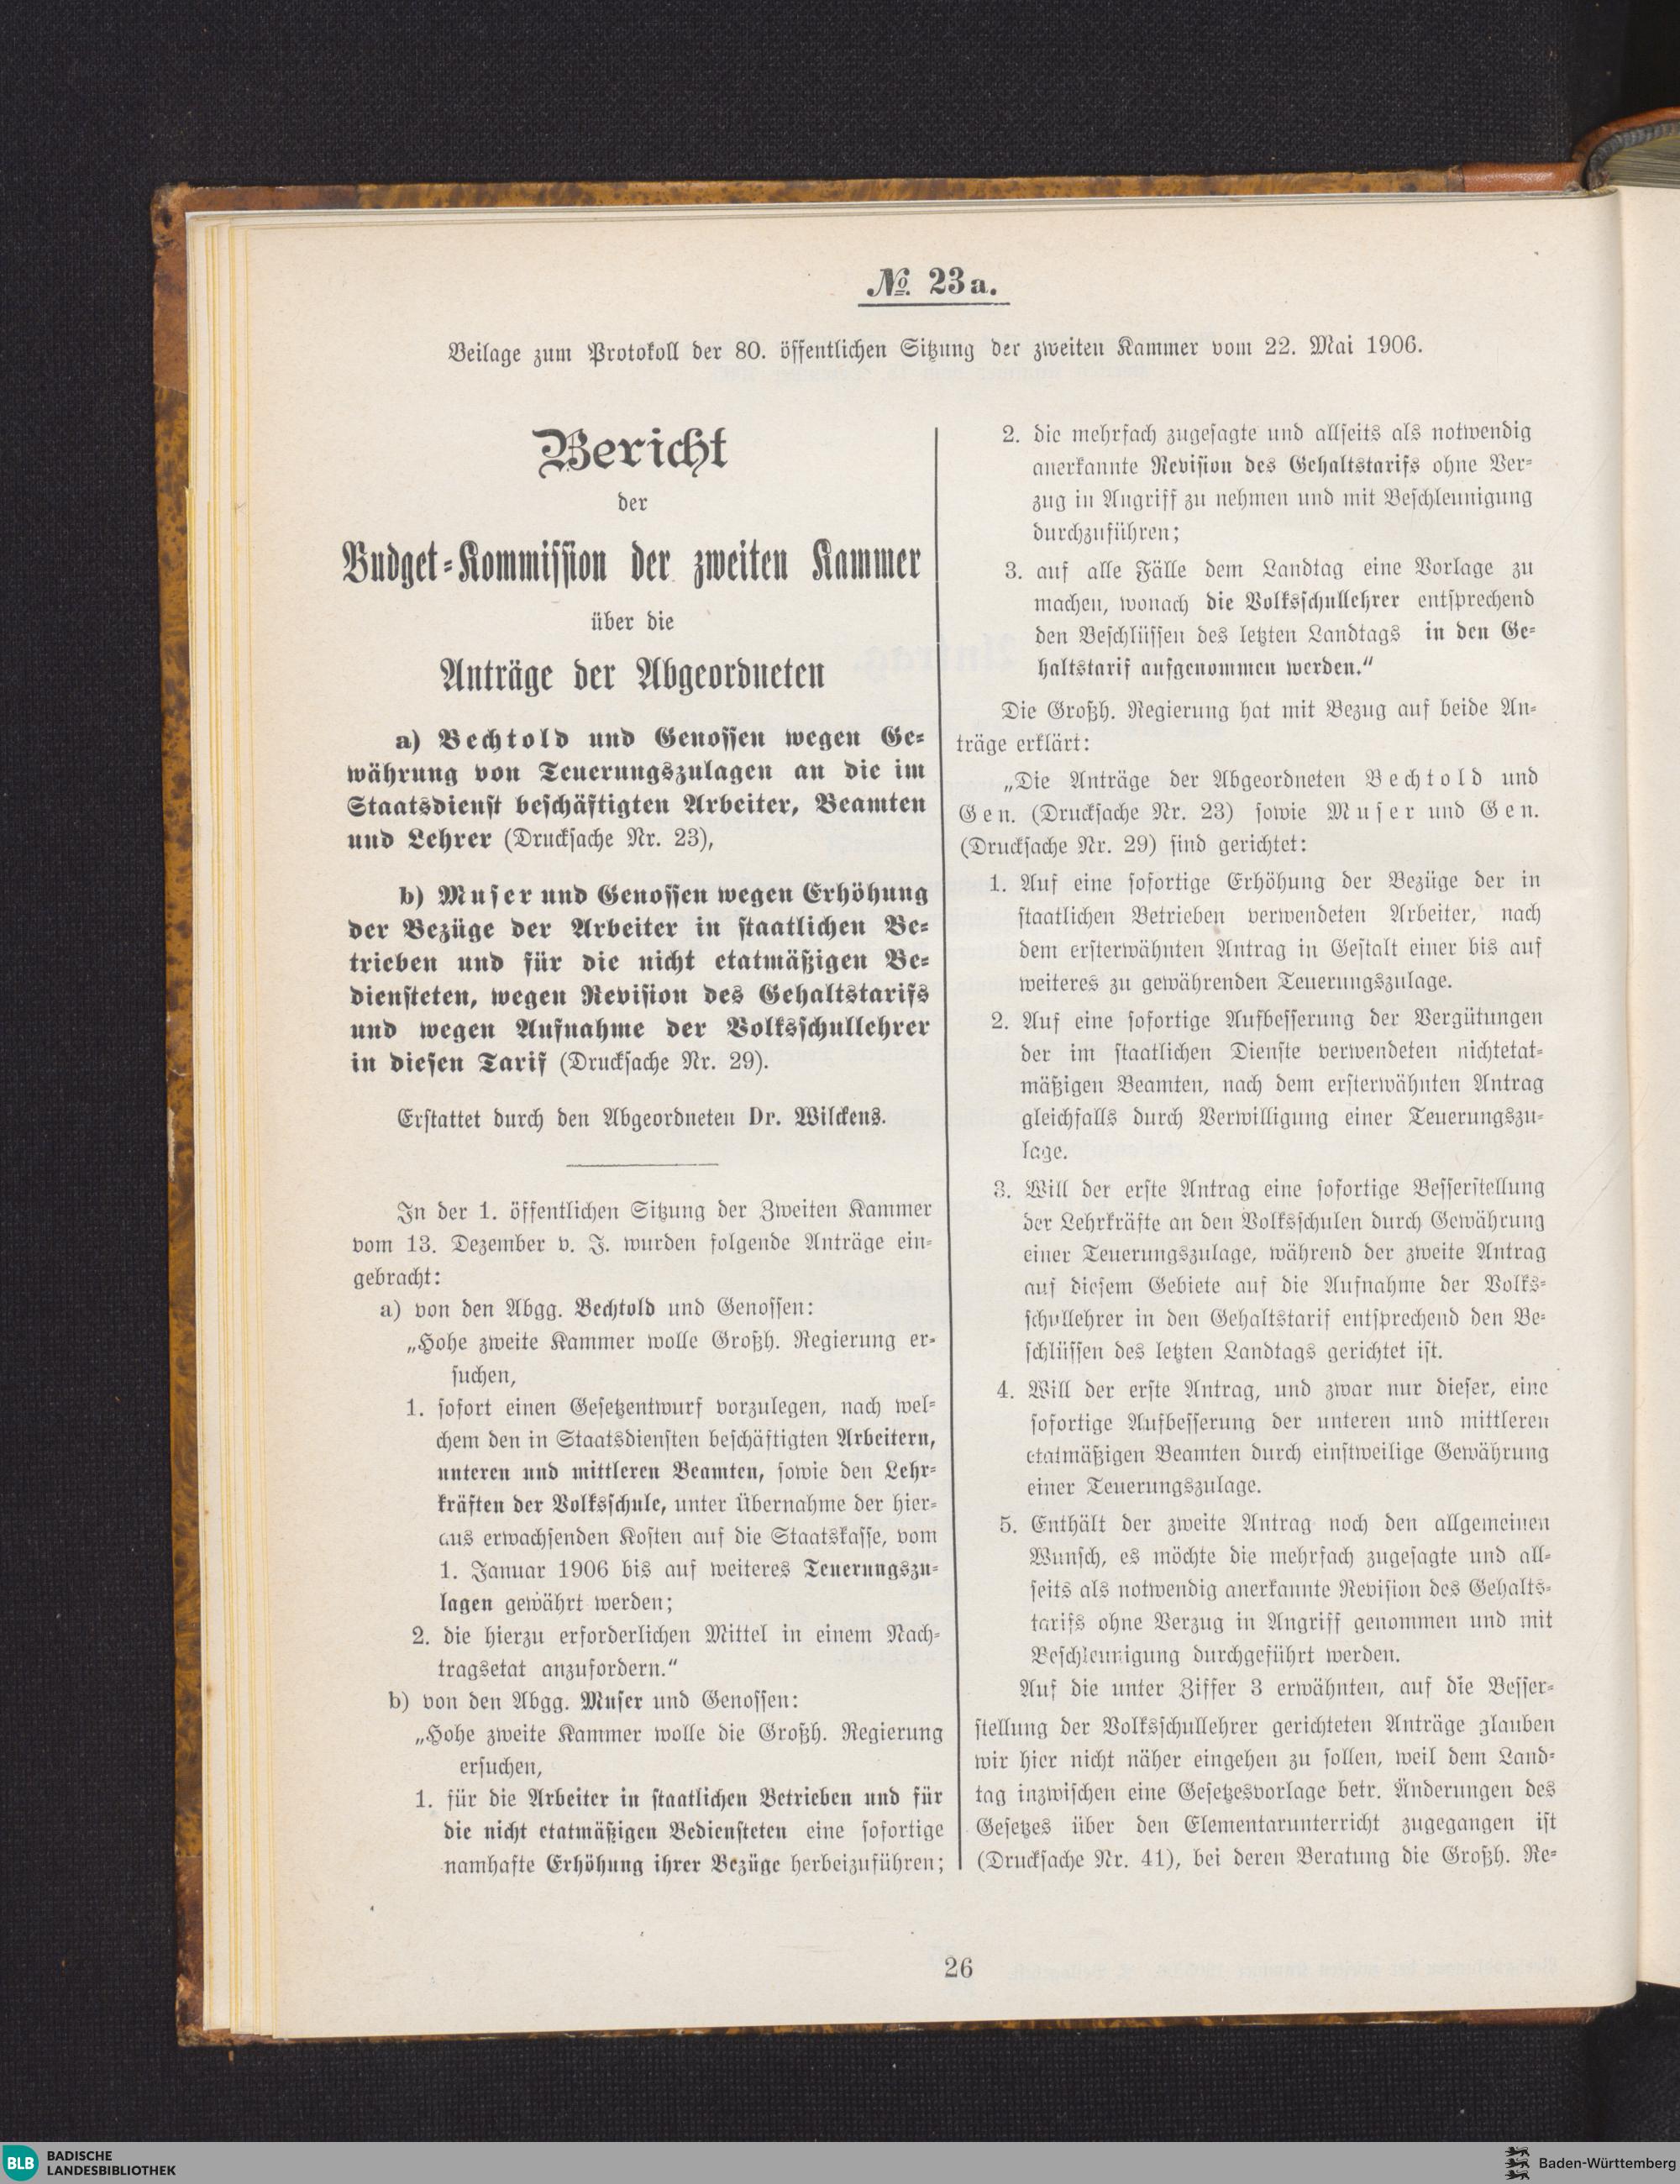 № 23a.
Beilage zum Protokoll der 80. öffentlichen Sitzung der zweiten Kammer vom 22. Mai 1906.
Bericht
der
Budget-Kommission der zweiten Kammer
über die
Anträge der Abgeordneten
a) Bechtold und Genossen wegen Ge-
währung von Teuerungszulagen an die im
Staatsdienst beschäftigten Arbeiter, Beamten
und Lehrer (Drucksache Nr. 23),
b) Muser und Genossen wegen Erhöhung
der Bezüge der Arbeiter in staatlichen Be-
trieben und für die nicht etatmäßigen Be-
diensteten, wegen Revision des Gehaltstarifs
und wegen Aufnahme der Volksschullehrer
in diesen Tarif (Drucksache Nr. 29).
Erstattet durch den Abgeordneten Dr. Wilckens.
In der 1. öffentlichen Sitzung der Zweiten Kammer
vom 13. Dezember v. J. wurden folgende Anträge ein-
gebracht:
a) von den Abgg. Bechtold und Genossen:
„Hohe zweite Kammer wolle Großh. Regierung er-
suchen,
1. sofort einen Gesetzentwurf vorzulegen, nach wel-
chem den in Staatsdiensten beschäftigten Arbeitern,
unteren und mittleren Beamten, sowie den Lehr-
kräften der Volksschule, unter Übernahme der hier-
aus erwachsenden Kosten auf die Staatskasse, vom
1. Januar 1906 bis auf weiteres Teuerungszu-
lagen gewährt werden;
2. die hierzu erforderlichen Mittel in einem Nach-
tragsetat anzufordern.“
b) von den Abgg. Muser und Genossen:
„Hohe zweite Kammer wolle die Großh. Regierung
ersuchen,
1. für die Arbeiter in staatlichen Betrieben und für
die nicht etatmäßigen Bediensteten eine sofortige
namhafte Erhöhung ihrer Bezüge herbeizuführen;
2. die mehrfach zugesagte und allseits als notwendig
anerkannte Revision des Gehaltstarifs ohne Ver-
zug in Angriff zu nehmen und mit Beschleunigung
durchzuführen;
3. auf alle Fälle dem Landtag eine Vorlage zu
machen, wonach die Volksschullehrer entsprechend
den Beschlüssen des letzten Landtags in den Ge-
haltstarif aufgenommen werden.“
Die Großh. Regierung hat mit Bezug auf beide An-
träge erklärt:
„Die Anträge der Abgeordneten Bechtold und
Gen. (Drucksache Nr. 23) sowie Muser und Gen.
(Drucksache Nr. 29) sind gerichtet:
1. Auf eine sofortige Erhöhung der Bezüge der in
staatlichen Betrieben verwendeten Arbeiter, nach
dem ersterwähnten Antrag in Gestalt einer bis auf
weiteres zu gewährenden Teuerungszulage.
2. Auf eine sofortige Aufbesserung der Vergütungen
der im staatlichen Dienste verwendeten nichtetat-
mäßigen Beamten, nach dem ersterwähnten Antrag
gleichfalls durch Verwilligung einer Teuerungszu-
lage.
3. Will der erste Antrag eine sofortige Besserstellung
der Lehrkräfte an den Volksschulen durch Gewährung
einer Teuerungszulage, während der zweite Antrag
auf diesem Gebiete auf die Aufnahme der Volks-
schullehrer in den Gehaltstarif entsprechend den Be-
schlüssen des letzten Landtags gerichtet ist.
4. Will der erste Antrag, und zwar nur dieser, eine
sofortige Aufbesserung der unteren und mittleren
etatmäßigen Beamten durch einstweilige Gewährung
einer Teuerungszulage.
5. Enthält der zweite Antrag noch den allgemeinen
Wunsch, es möchte die mehrfach zugesagte und all-
seits als notwendig anerkannte Revision des Gehalts-
tarifs ohne Verzug in Angriff genommen und mit
Beschleunigung durchgeführt werden.
Auf die unter Ziffer 3 erwähnten, auf die Besser-
stellung der Volksschullehrer gerichteten Anträge glauben
wir hier nicht näher eingehen zu sollen, weil dem Land-
tag inzwischen eine Gesetzesvorlage betr. Änderungen des
Gesetzes über den Elementarunterricht zugegangen ist
(Drucksache Nr. 41), bei deren Beratung die Großh. Re-
26
BLB BADISCHE
LANDESBIBLIOTHEK
Baden-Württemberg